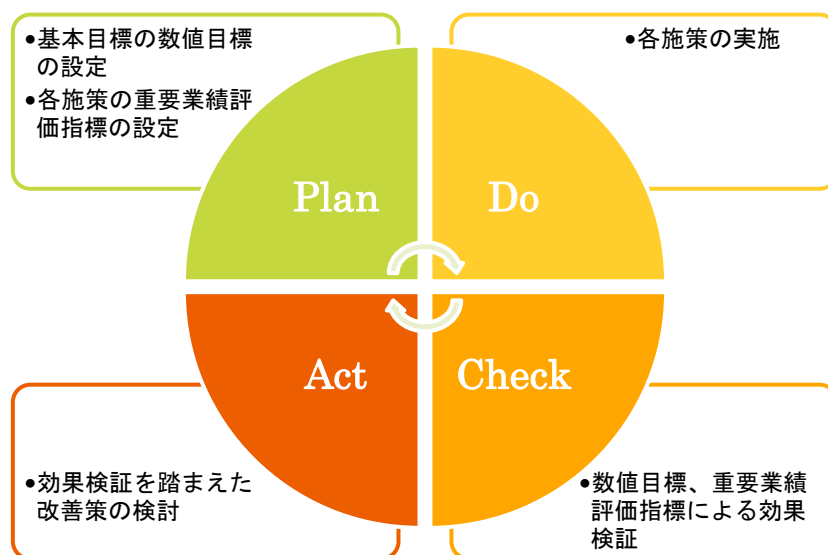 •基本目標の数値目標
の設定
•各施策の重要業績評
価指標の設定
•各施策の実施
Plan
Do
Act
Check
•効果検証を踏まえた
改善策の検討
•数値目標、重要業績
評価指標による効果
検証